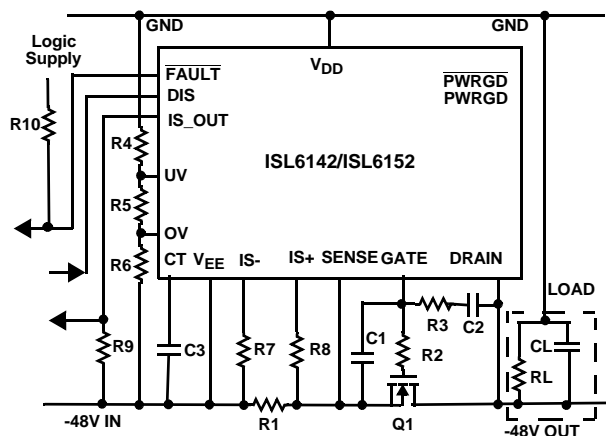 GND
GND
Logic
Supply
VDD
FAULT
DIS
IS_OUT
PWRGD
PWRGD
R10
R4
ISL6142/ISL6152
UV
R5
OV
R6
CT
VEE
IS-
IS+
SENSE
GATE
DRAIN
LOAD
R3
C2
R9
C3
R7
R8
C1
R2
CL
RL
-48V IN
R1
Q1
-48V OUT